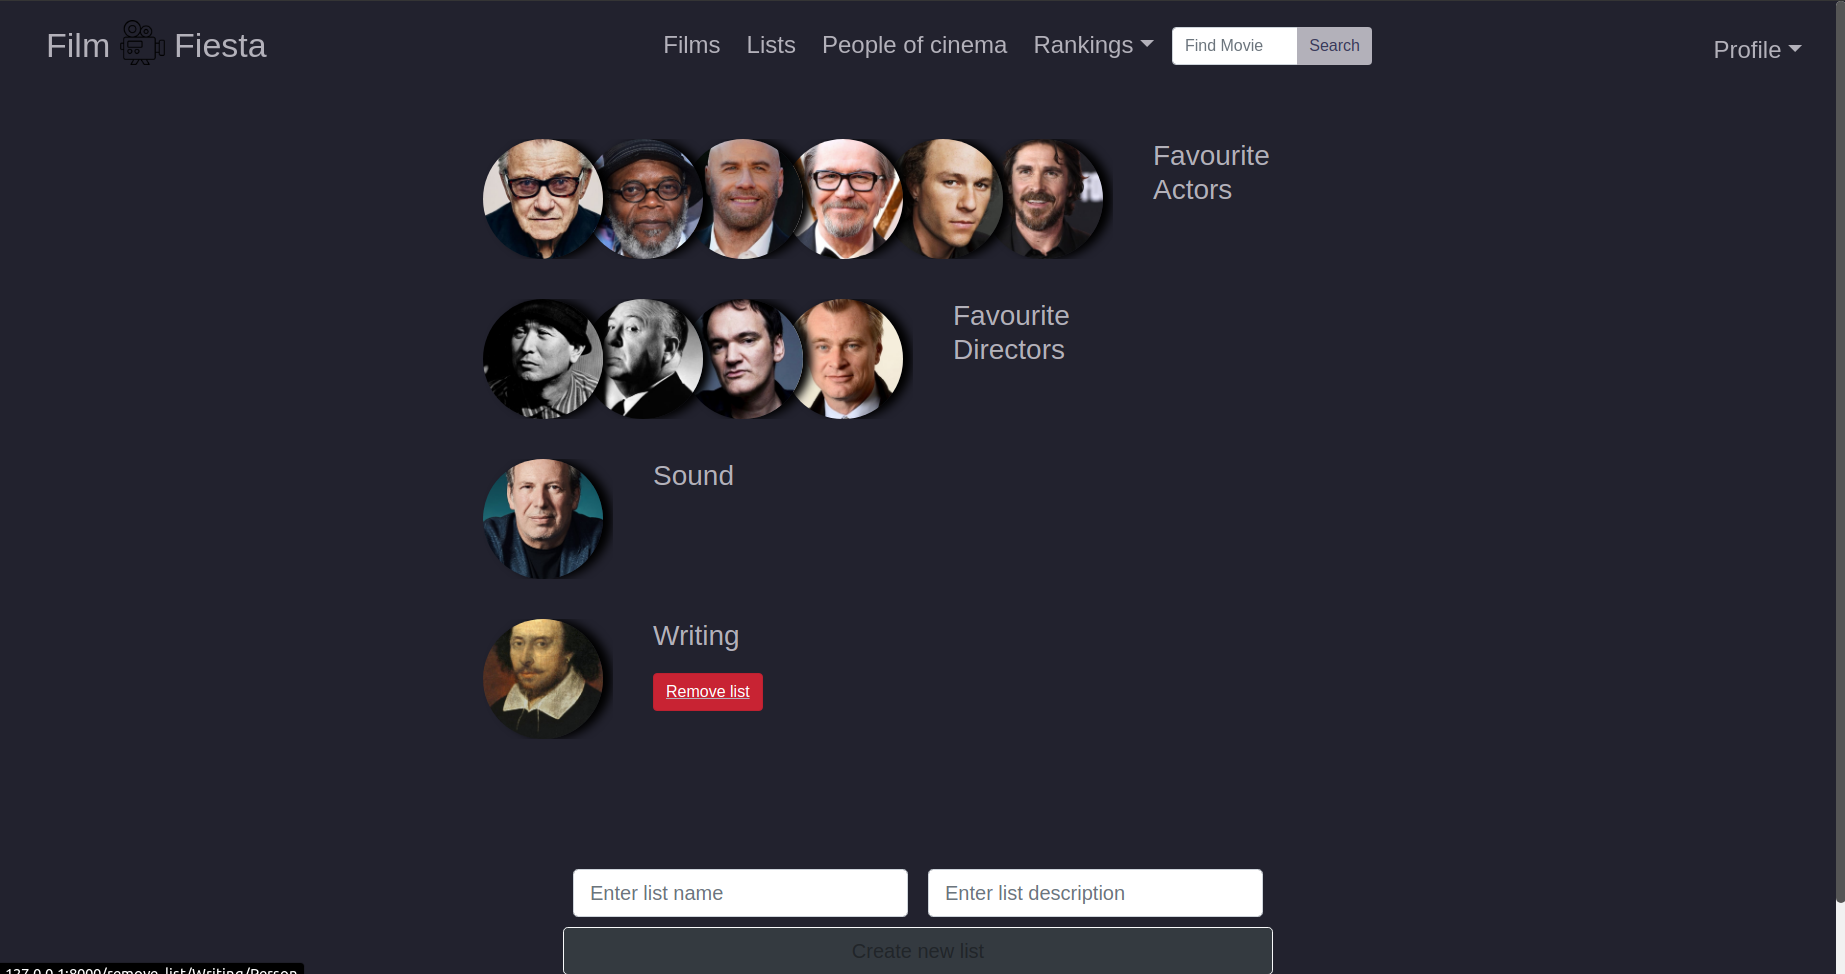 Film Fiesta
Films Lists People of cinema Rankings
Find Movie
Search
Profile
Favourite
Actors
Favourite
Directors
Sound
Writing
Remove list
Enter list name
Enter list description
Create new list
127.0.0.1:8000/remove_list/Writing/Person